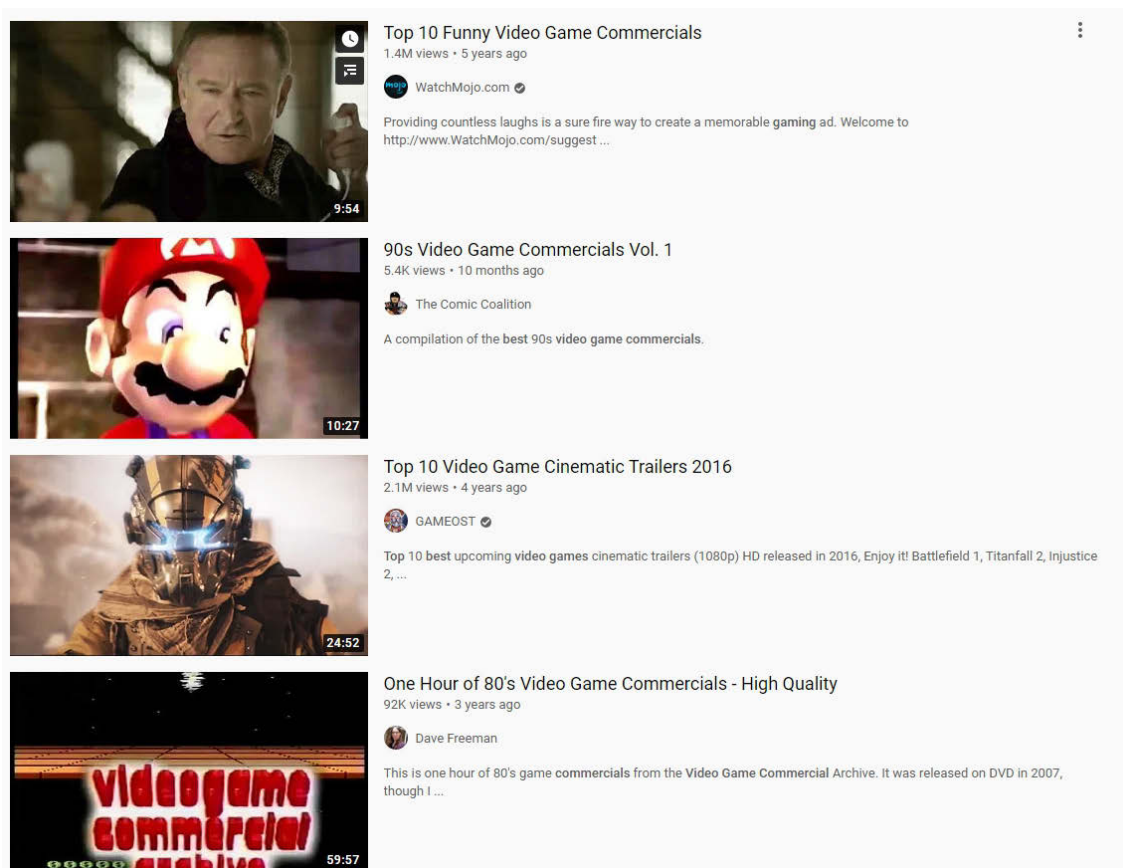 Top 10 Funny Video Game Commercials
1.4M views • 5 years ago
mojo
WatchMojo.com
Providing countless laughs is a sure fire way to create a memorable gaming ad. Welcome to
http://www.WatchMojo.com/suggest ...
9:54
90s Video Game Commercials Vol. 1
5.4K views • 10 months ago
The Comic Coalition
A compilation of the best 90s video game commercials.
M
10:27
Top 10 Video Game Cinematic Trailers 2016
2.1M views • 4 years ago
GAMEOST
Top 10 best upcoming video games cinematic trailers (1080p) HD released in 2016, Enjoy it! Battlefield 1, Titanfall 2, Injustice
2, ...
24:52
One Hour of 80's Video Game Commercials - High Quality
92K views • 3 years ago
Dave Freeman
This is one hour of 80's game commercials from the Video Game Commercial Archive. It was released on DVD in 2007,
though I ...
videogame
commercial
archive
59:57